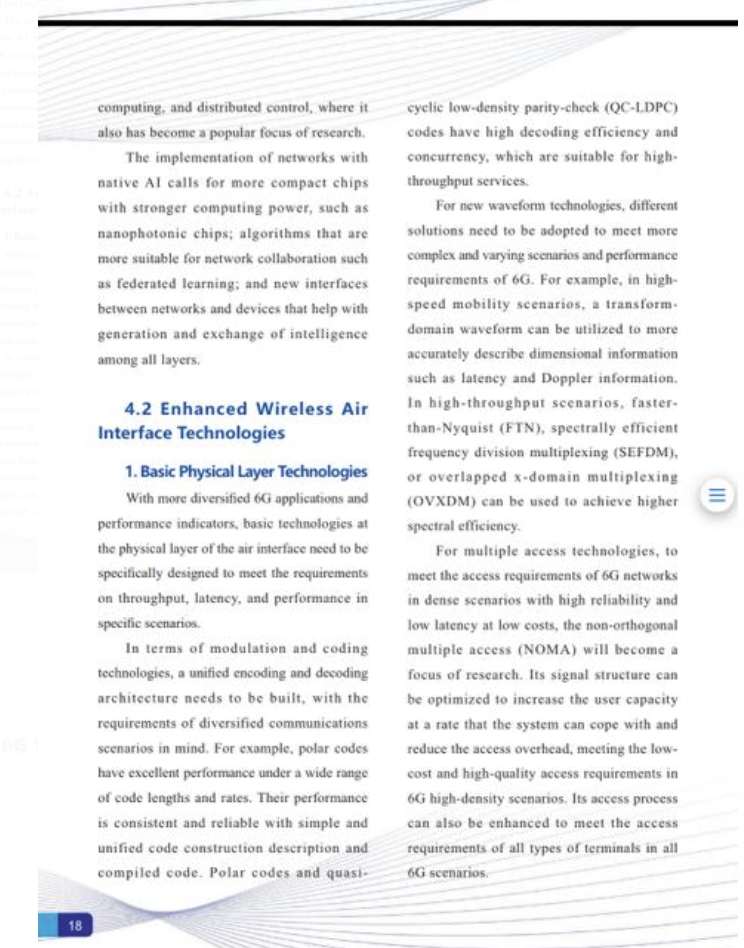 computing, and distributed control, where it
also has become a popular focus of research.
The implementation of networks with
native AI calls for more compact chips
with stronger computing power, such as
nanophotonic chips; algorithms that are
more suitable for network collaboration such
as federated learning; and new interfaces
between networks and devices that help with
generation and exchange of intelligence
among all layers.
4.2 Enhanced Wireless Air
Interface Technologies
1. Basic Physical Layer Technologies
With more diversified 6G applications and
performance indicators, basic technologies at
the physical layer of the air interface need to be
specifically designed to meet the requirements
on throughput, latency, and performance in
specific scenarios.
In terms of modulation and coding
technologies, a unified encoding and decoding
architecture needs to be built, with the
requirements of diversified communications
scenarios in mind. For example, polar codes
have excellent performance under a wide range
of code lengths and rates. Their performance
is consistent and reliable with simple and
unified code construction description and
compiled code. Polar codes and quasi-
cyclic low-density parity-check (QC-LDPC)
codes have high decoding efficiency and
concurrency, which are suitable for high-
throughput services.
For new waveform technologies, different
solutions need to be adopted to meet more
complex and varying scenarios and performance
requirements of 6G. For example, in high-
speed mobility scenarios, a transform-
domain waveform can be utilized to more
accurately describe dimensional information
such as latency and Doppler information.
In high-throughput scenarios, faster-
than-Nyquist (FTN), spectrally efficient
frequency division multiplexing (SEFDM),
or overlapped x-domain multiplexing
(OVXDM) can be used to achieve higher
spectral efficiency.
For multiple access technologies, to
meet the access requirements of 6G networks
in dense scenarios with high reliability and
low latency at low costs, the non-orthogonal
multiple access (NOMA) will become a
focus of research. Its signal structure can
be optimized to increase the user capacity
at a rate that the system can cope with and
reduce the access overhead, meeting the low-
cost and high-quality access requirements in
6G high-density scenarios. Its access process
can also be enhanced to meet the access
requirements of all types of terminals in all
6G scenarios.
18